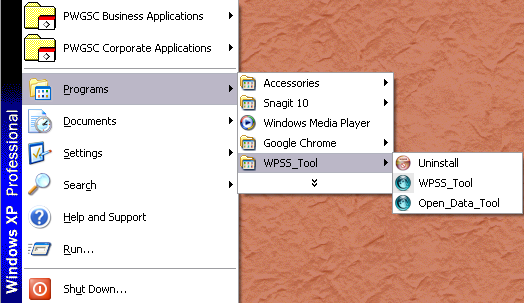 PWGSC Business Applications
PWGSC Corporate Applications
Programs
Documents
Settings
Search
Help and Support
Run...
Shut Down...
Windows XP Professional
Accessories
Snagit 10
Windows Media Player
Google Chrome
WPSS_Tool
Uninstall
WPSS_Tool
Open_Data_Tool